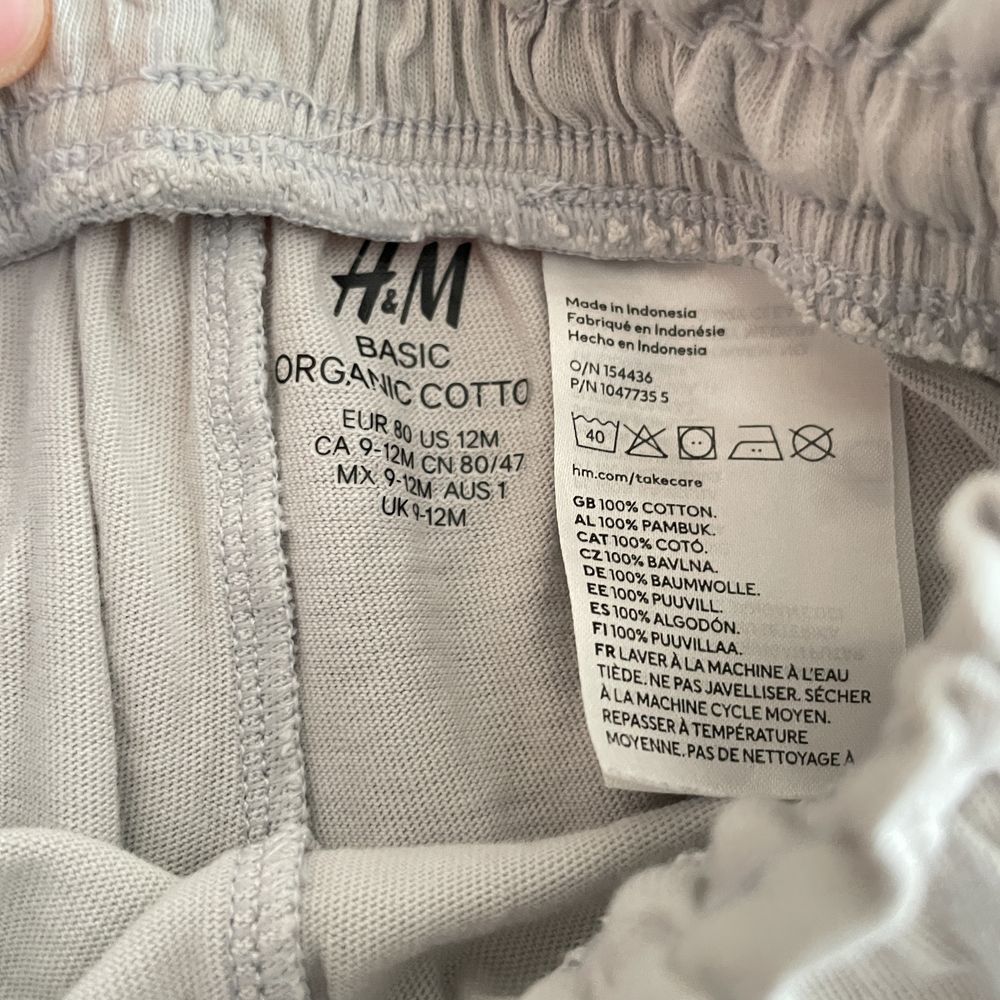 H&M
BASIC
ORGANIC COTTO
EUR 80 US 12M
CA 9-12M CN 80/47
MX 9-12M AUS 1
UK 9-12M
Made in Indonesia
Fabriqué en Indonésie
Hecho en Indonesia
O/N 154436
P/N 1047735 5
40
hm.com/takecare
GB 100% COTTON.
AL 100% PAMBUK.
CAT 100% COTÓ.
CZ 100% BAVLNA.
DE 100% BAUMWOLLE.
EE 100% PUUVILL.
ES 100% ALGODÓN.
FI 100% PUUVILLAA.
FR LAVER À LA MACHINE À L'EAU
TIÈDE. NE PAS JAVELLISER. SÉCHER
À LA MACHINE CYCLE MOYEN.
REPASSER À TEMPÉRATURE
MOYENNE. PAS DE NETTOYAGE À